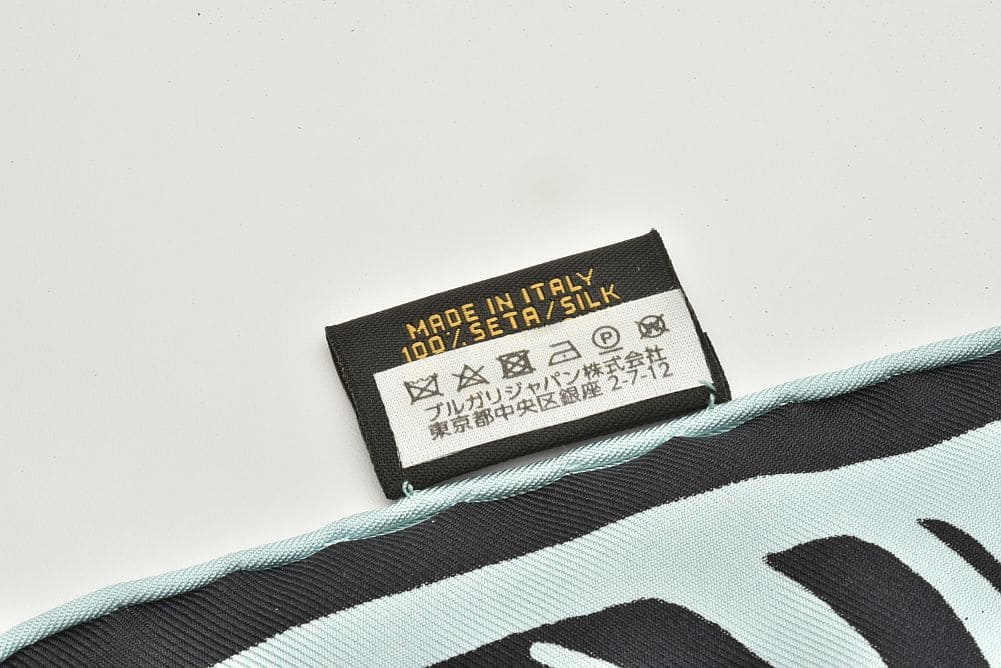 MADE IN ITALY
100% SETA/SILK
P W
ブルガリジャパン株式会社
東京都中央区銀座 2-7-12